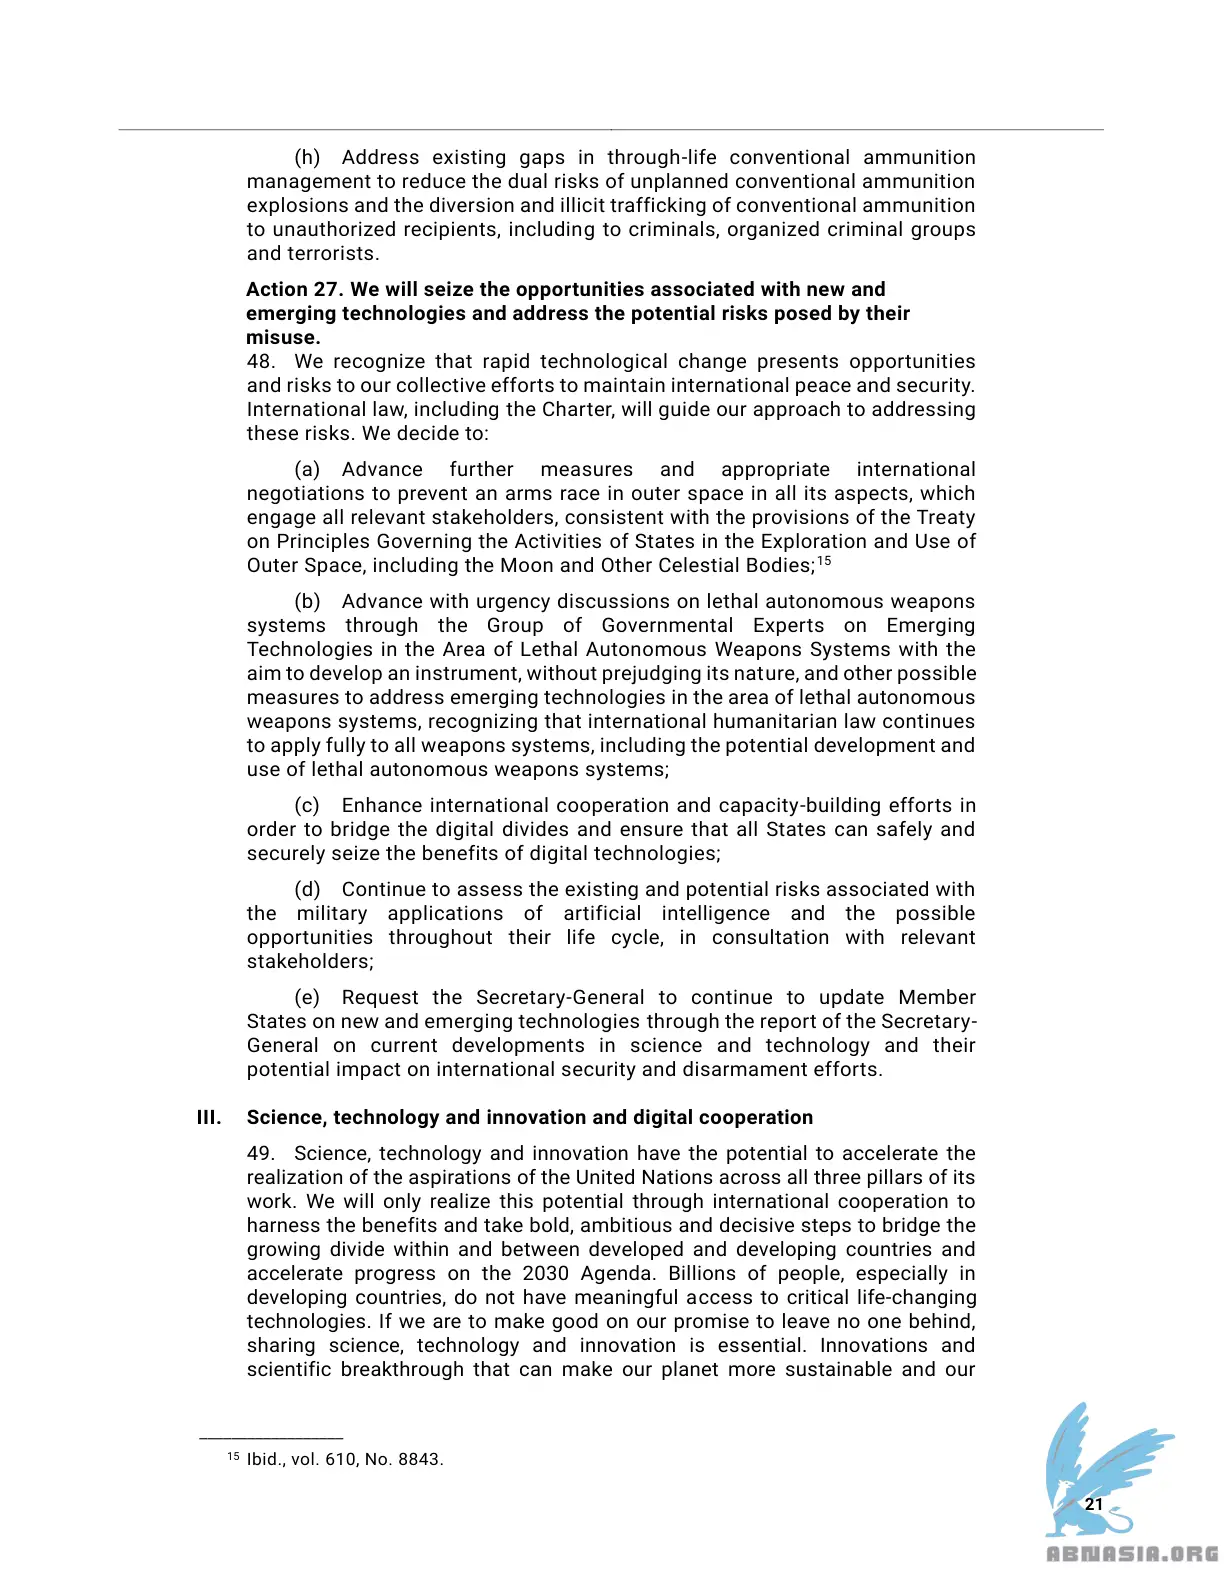 (h) Address existing gaps in through-life conventional ammunition
management to reduce the dual risks of unplanned conventional ammunition
explosions and the diversion and illicit trafficking of conventional ammunition
to unauthorized recipients, including to criminals, organized criminal groups
and terrorists.
Action 27. We will seize the opportunities associated with new and
emerging technologies and address the potential risks posed by their
misuse.
48. We recognize that rapid technological change presents opportunities
and risks to our collective efforts to maintain international peace and security.
International law, including the Charter, will guide our approach to addressing
these risks. We decide to:
(a) Advance further measures and appropriate international
negotiations to prevent an arms race in outer space in all its aspects, which
engage all relevant stakeholders, consistent with the provisions of the Treaty
on Principles Governing the Activities of States in the Exploration and Use of
Outer Space, including the Moon and Other Celestial Bodies;15
(b) Advance with urgency discussions on lethal autonomous weapons
systems through the Group of Governmental Experts on Emerging
Technologies in the Area of Lethal Autonomous Weapons Systems with the
aim to develop an instrument, without prejudging its nature, and other possible
measures to address emerging technologies in the area of lethal autonomous
weapons systems, recognizing that international humanitarian law continues
to apply fully to all weapons systems, including the potential development and
use of lethal autonomous weapons systems;
(c) Enhance international cooperation and capacity-building efforts in
order to bridge the digital divides and ensure that all States can safely and
securely seize the benefits of digital technologies;
(d) Continue to assess the existing and potential risks associated with
the military applications of artificial intelligence and the possible
opportunities throughout their life cycle, in consultation with relevant
stakeholders;
(e) Request the Secretary-General to continue to update Member
States on new and emerging technologies through the report of the Secretary-
General on current developments in science and technology and their
potential impact on international security and disarmament efforts.
III. Science, technology and innovation and digital cooperation
49. Science, technology and innovation have the potential to accelerate the
realization of the aspirations of the United Nations across all three pillars of its
work. We will only realize this potential through international cooperation to
harness the benefits and take bold, ambitious and decisive steps to bridge the
growing divide within and between developed and developing countries and
accelerate progress on the 2030 Agenda. Billions of people, especially in
developing countries, do not have meaningful access to critical life-changing
technologies. If we are to make good on our promise to leave no one behind,
sharing science, technology and innovation is essential. Innovations and
scientific breakthrough that can make our planet more sustainable and our
15 Ibid., vol. 610, No. 8843.
21
ABNASIA.ORG